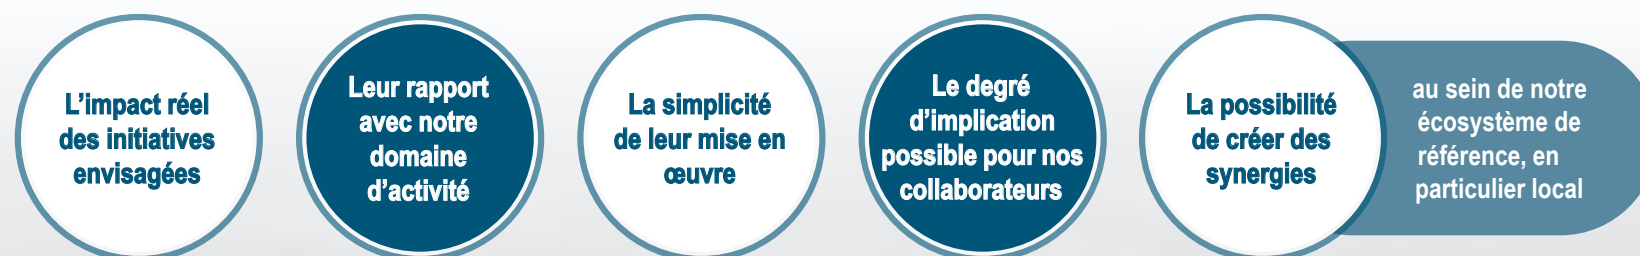 L’impact réel
des initiatives
envisagées
Leur rapport
avec notre
domaine
d’activité
La simplicité
de leur mise en
œuvre
Le degré
d’implication
possible pour nos
collaborateurs
La possibilité
de créer des
synergies
au sein de notre
écosystème de
référence, en
particulier local